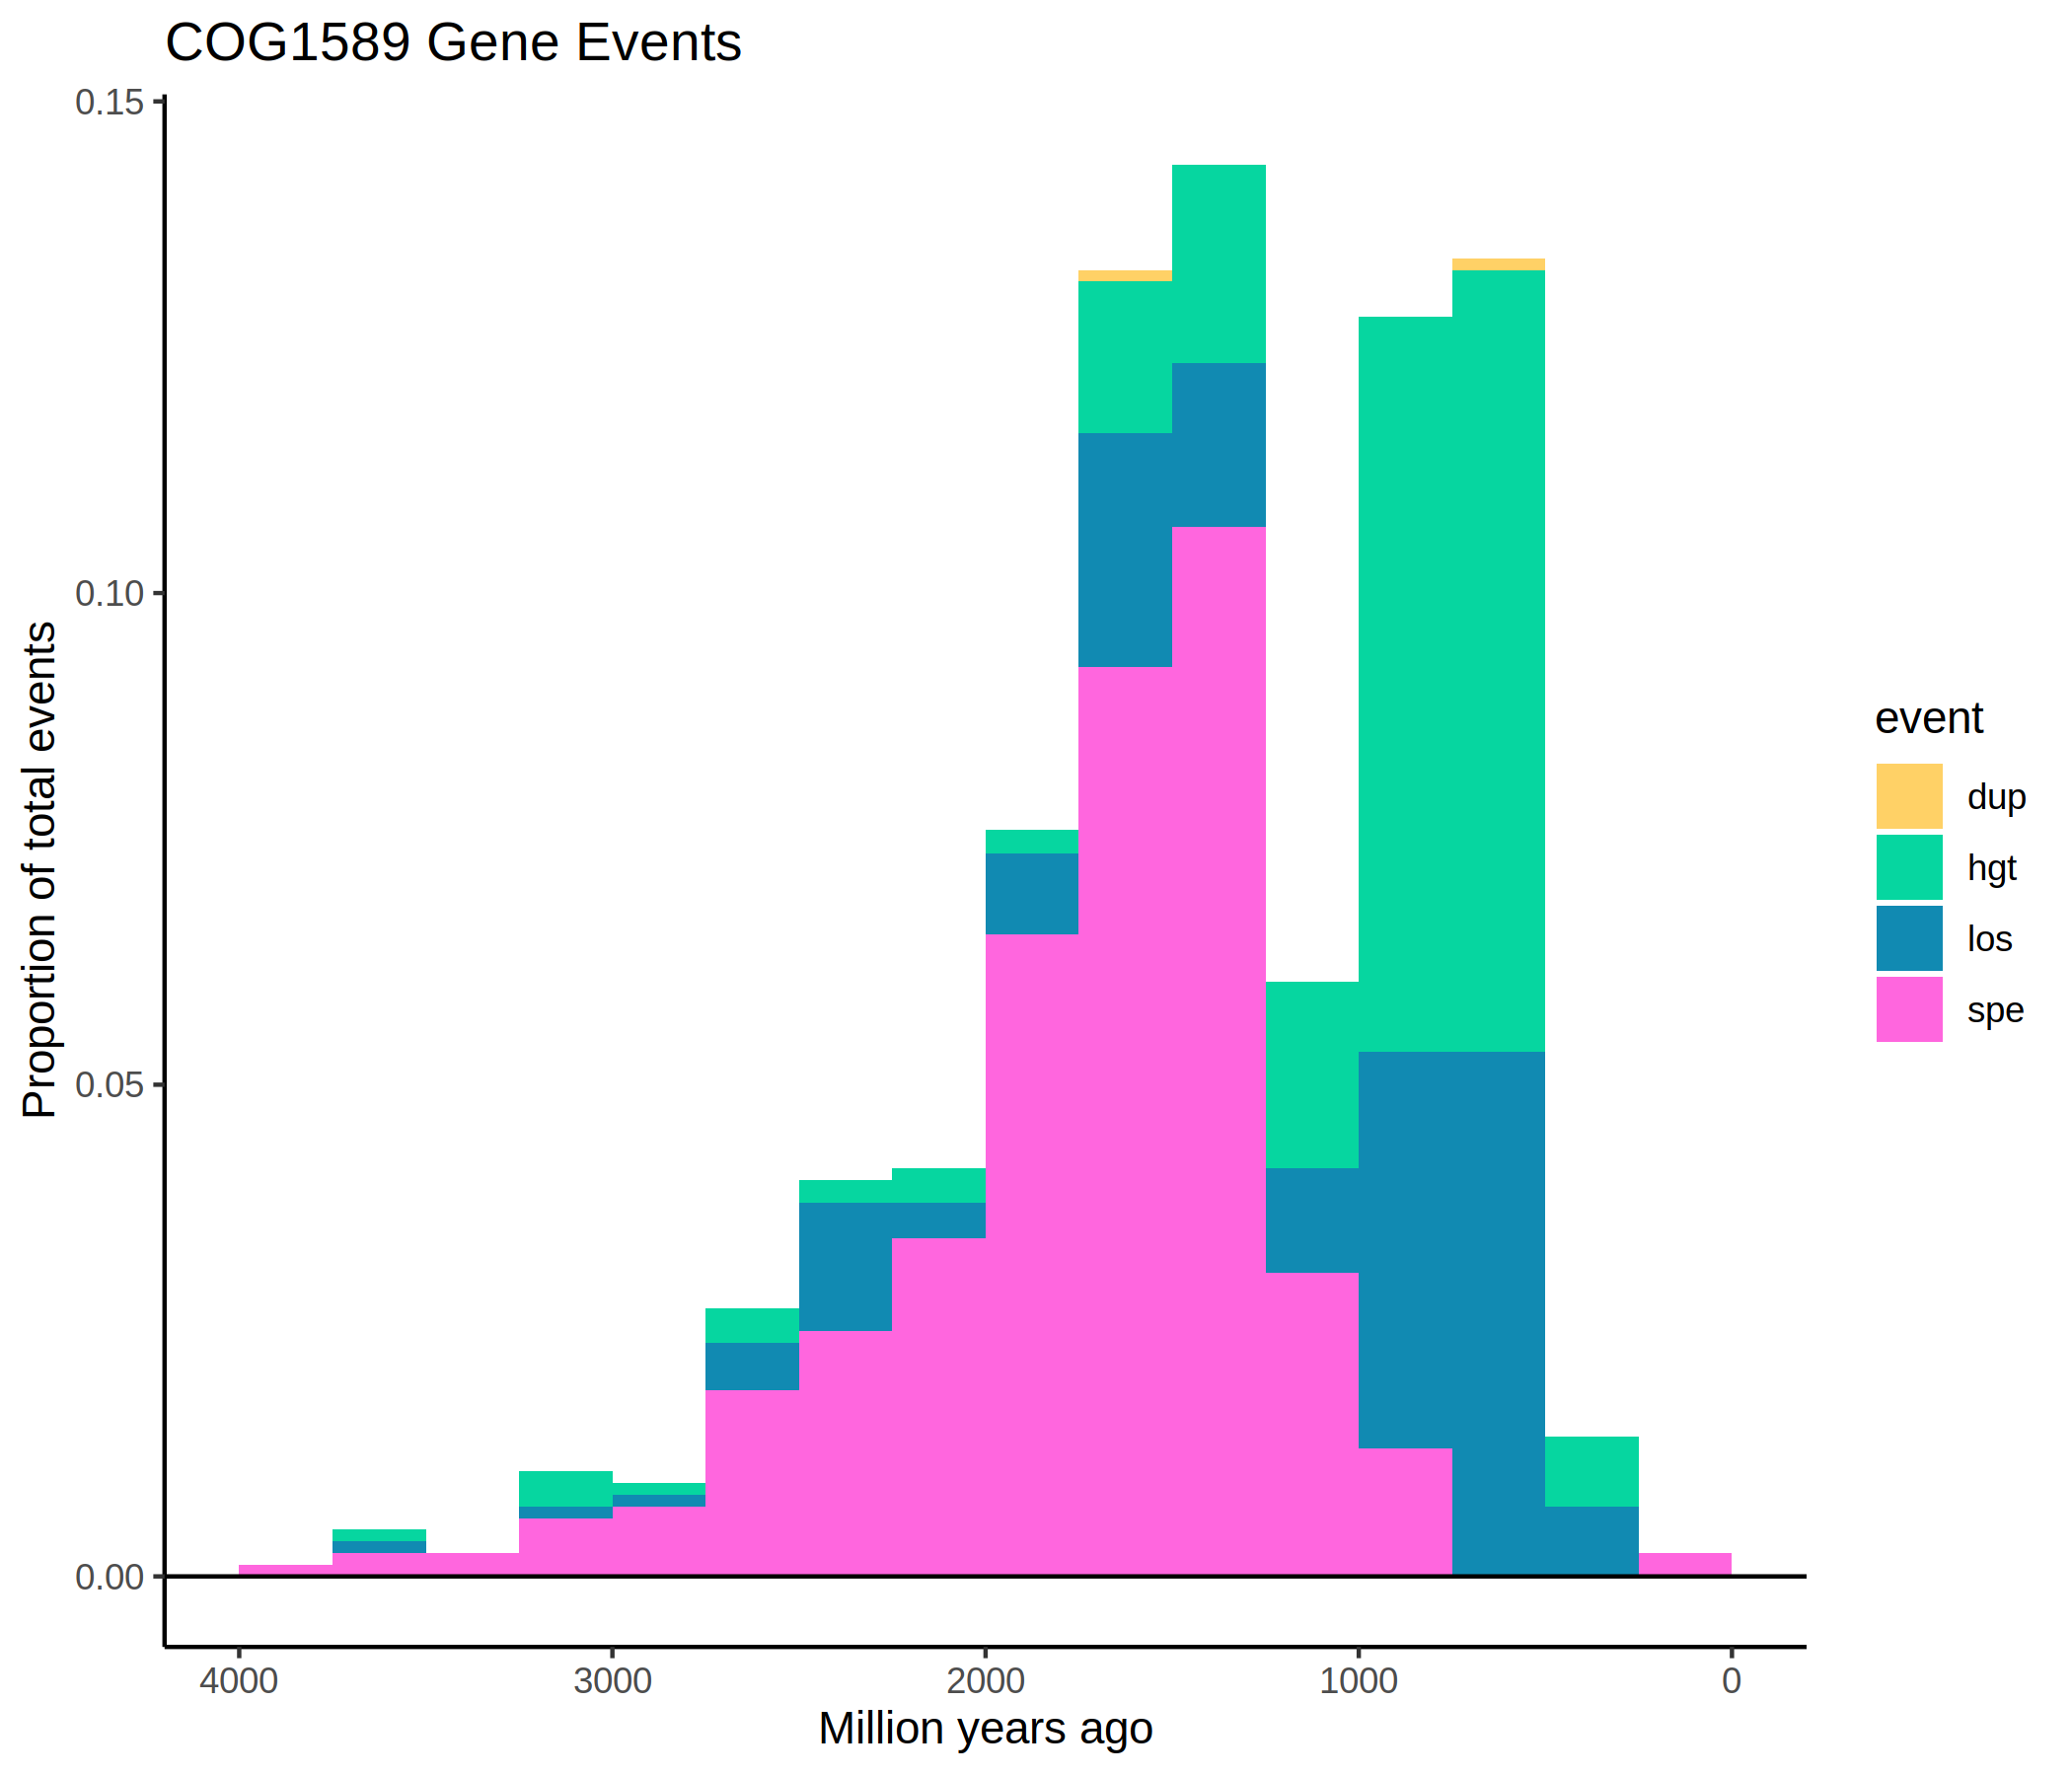 COG1589 Gene Events
0.15
0.10
0.05
0.00
Proportion of total events
4000 3000 2000 1000 0
Million years ago
event
dup
hgt
los
spe